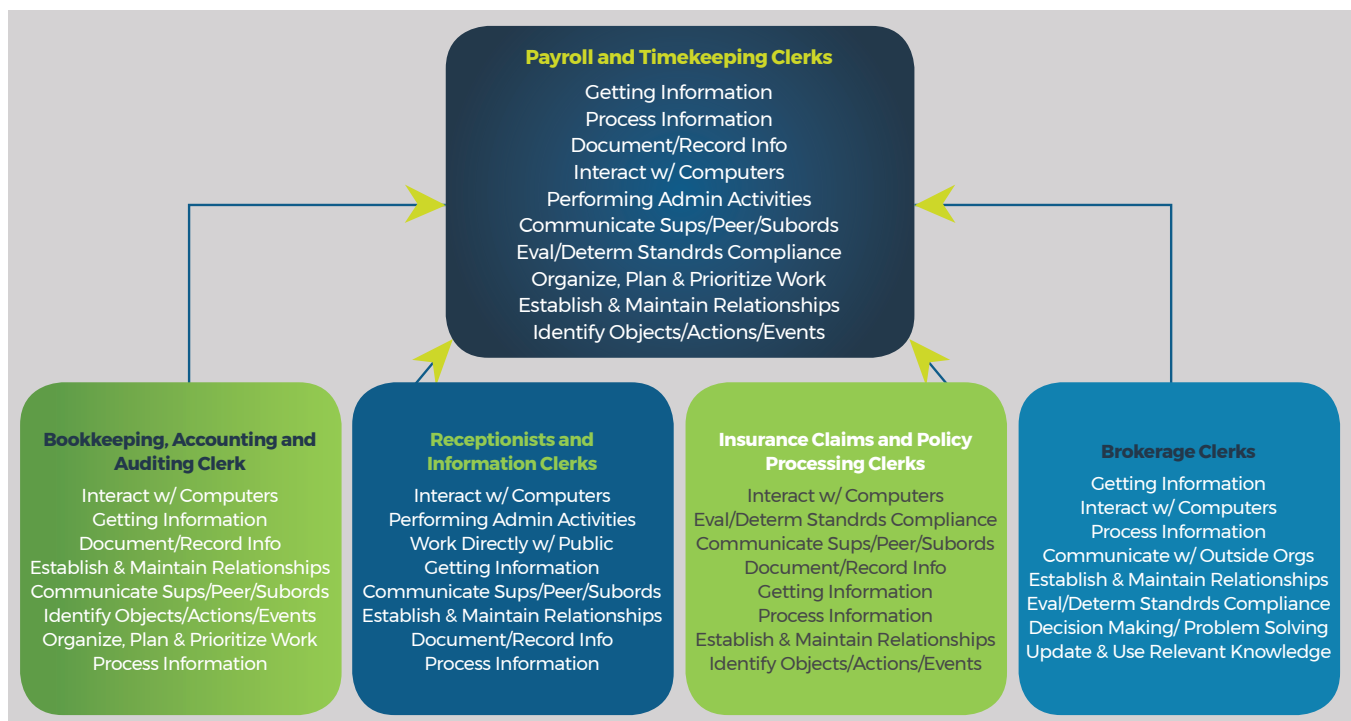 Payroll and Timekeeping Clerks
Getting Information
Process Information
Document/Record Info
Interact w/ Computers
Performing Admin Activities
Communicate Sups/Peer/Subords
Eval/Determ Standrds Compliance
Organize, Plan & Prioritize Work
Establish & Maintain Relationships
Identify Objects/Actions/Events
Bookkeeping, Accounting and
Auditing Clerk
Interact w/ Computers
Getting Information
Document/Record Info
Establish & Maintain Relationships
Communicate Sups/Peer/Subords
Identify Objects/Actions/Events
Organize, Plan & Prioritize Work
Process Information
Receptionists and
Information Clerks
Interact w/ Computers
Performing Admin Activities
Work Directly w/ Public
Getting Information
Communicate Sups/Peer/Subords
Establish & Maintain Relationships
Document/Record Info
Process Information
Insurance Claims and Policy
Processing Clerks
Interact w/ Computers
Eval/Determ Standrds Compliance
Communicate Sups/Peer/Subords
Document/Record Info
Getting Information
Process Information
Establish & Maintain Relationships
Identify Objects/Actions/Events
Brokerage Clerks
Getting Information
Interact w/ Computers
Process Information
Communicate w/ Outside Orgs
Establish & Maintain Relationships
Eval/Determ Standrds Compliance
Decision Making/ Problem Solving
Update & Use Relevant Knowledge